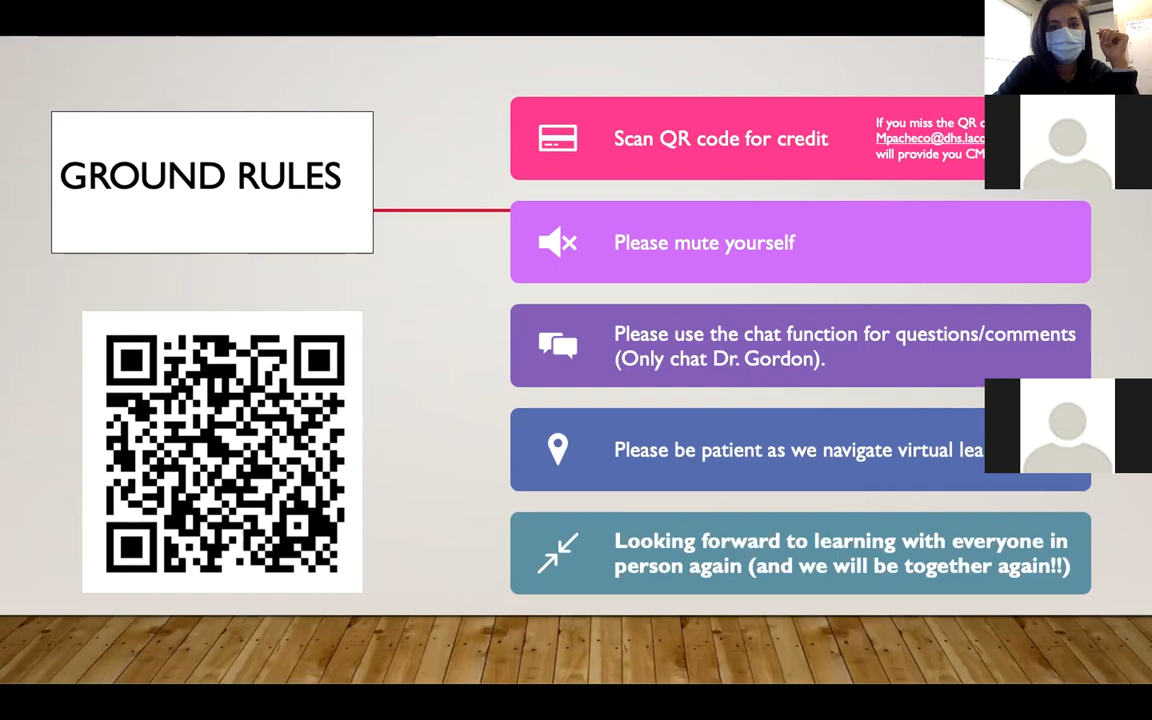 GROUND RULES
Scan QR code for credit
If you miss the QR
Mpacheco@dhs.lacc
will provide you CM
Please mute yourself
Please use the chat function for questions/comments
(Only chat Dr. Gordon).
Please be patient as we navigate virtual lea
Looking forward to learning with everyone in
person again (and we will be together again!!)